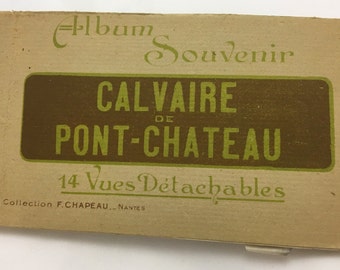 Album
Souvenir
CALVAIRE
DE
PONT-CHATEAU
14 Vues Détachables
Collection F. CHAPEAU _ NANTES